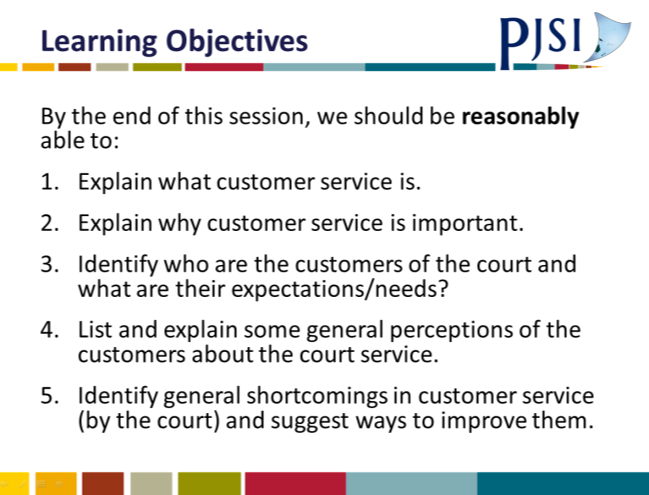 Learning Objectives
PJSI
By the end of this session, we should be reasonably
able to:
1. Explain what customer service is.
2. Explain why customer service is important.
3. Identify who are the customers of the court and
what are their expectations/needs?
4. List and explain some general perceptions of the
customers about the court service.
5. Identify general shortcomings in customer service
(by the court) and suggest ways to improve them.